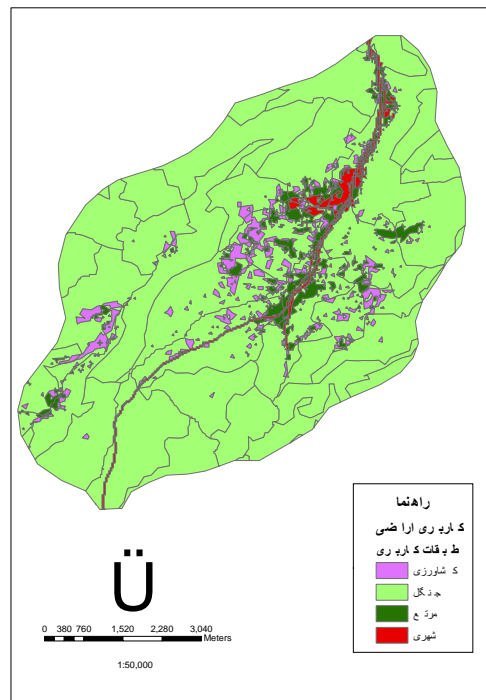 راهنما
کاربری اراضی
طبقات کاربری
کشاورزی
جنگل
مرتع
شهری
Ü
0 380 760 1,520 2,280 3,040
Meters
1:50,000